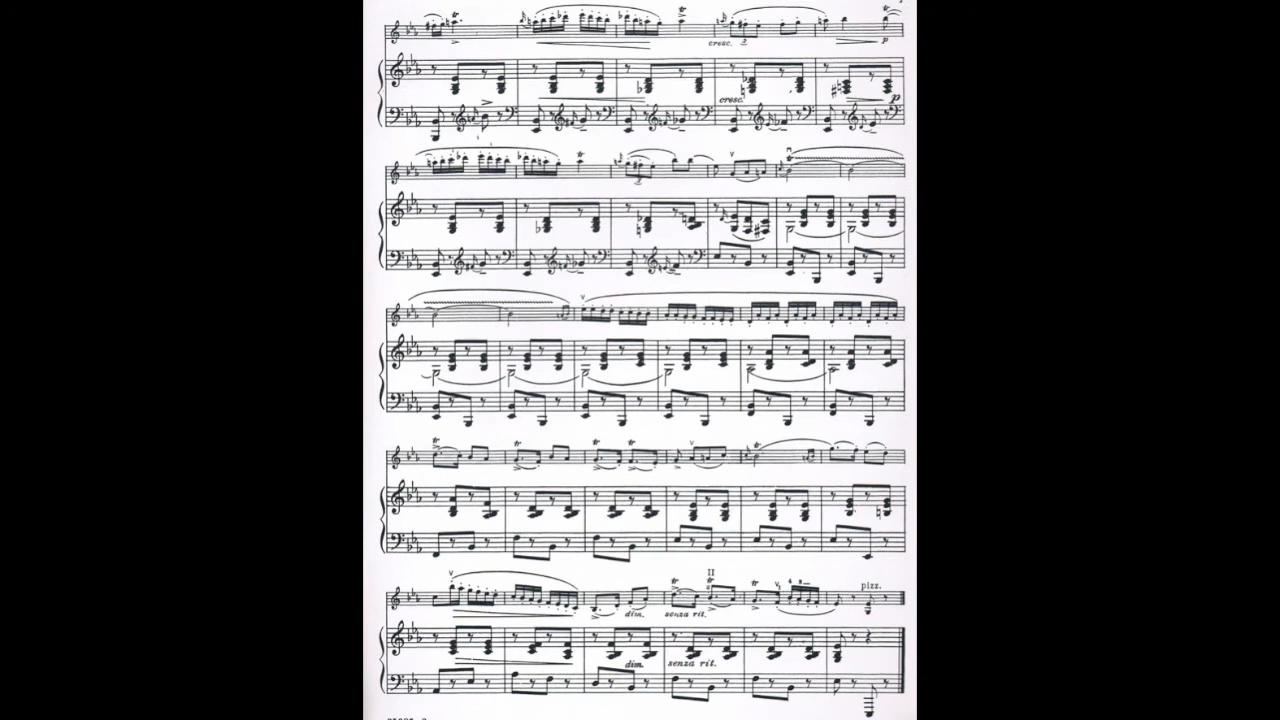 cresc. p
cresc. p
II
pizz.
dim. senza rit.
dim. senza rit.